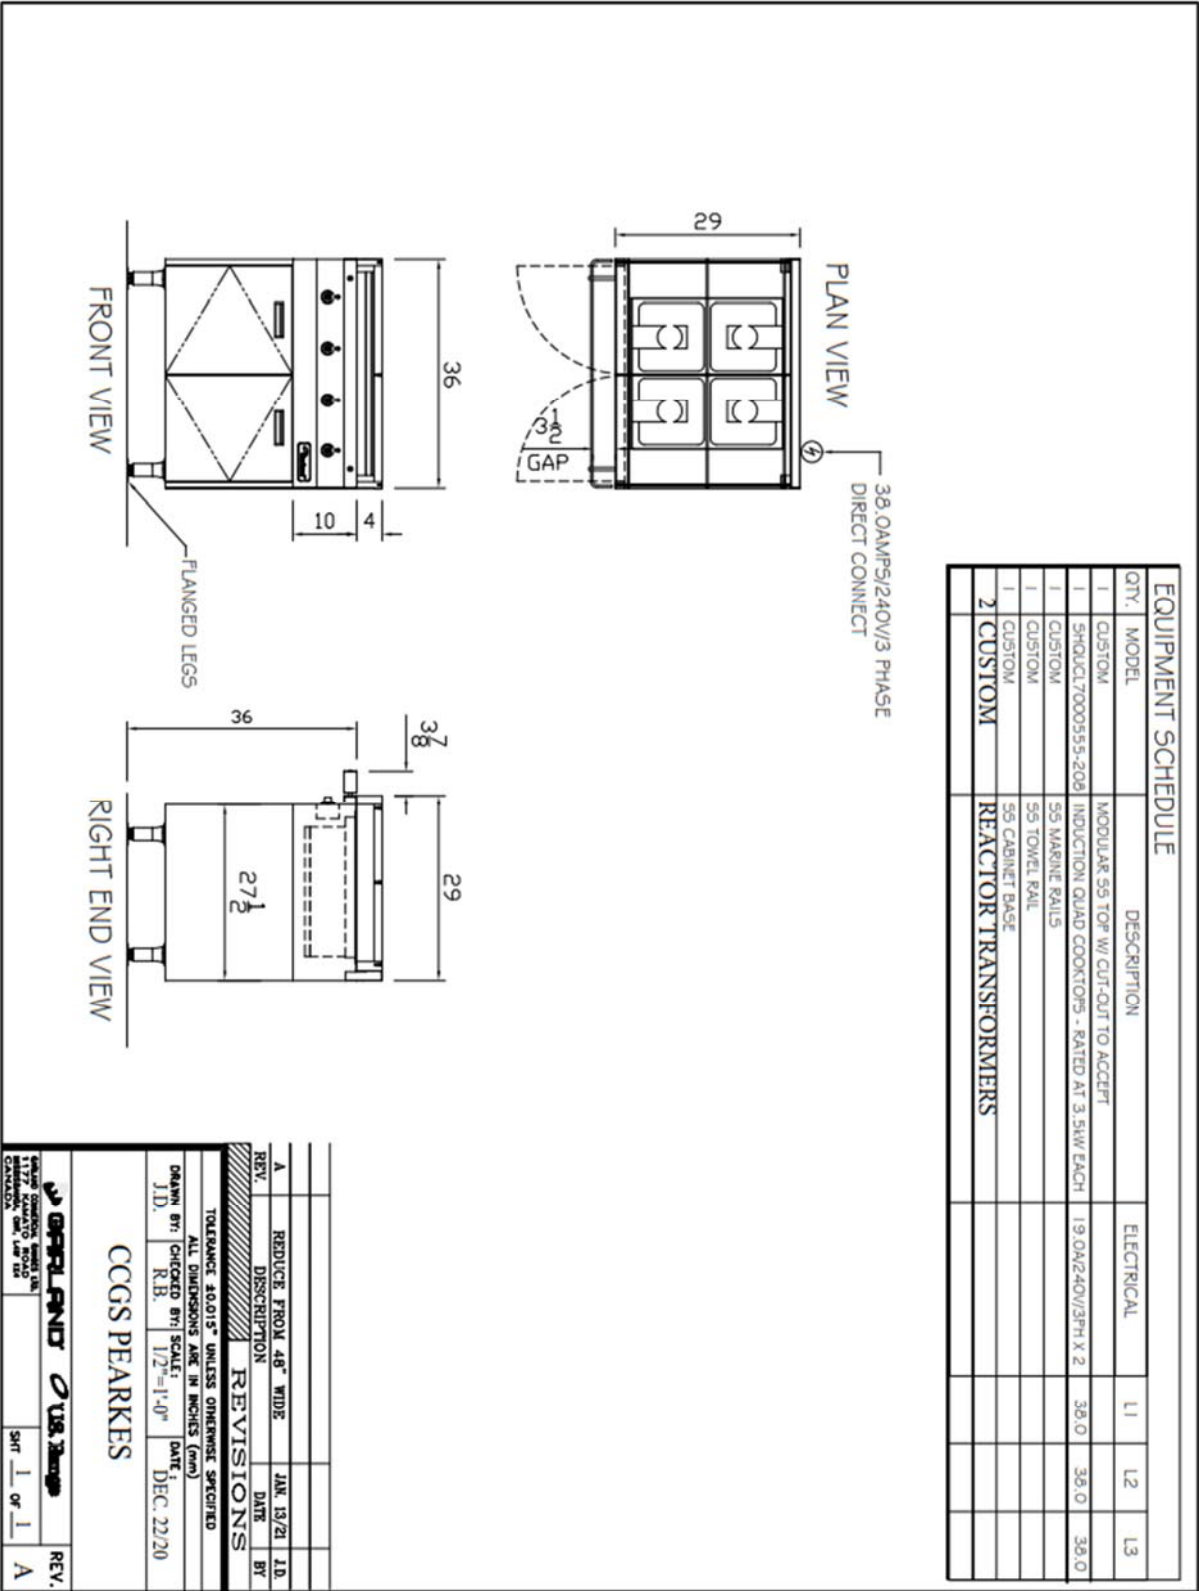 EQUIPMENT SCHEDULE
QTY. MODEL DESCRIPTION ELECTRICAL L1 L2 L3
1 CUSTOM MODULAR SS TOP W/ CUT-OUT TO ACCEPT
1 SHQUCL7000555-208 INDUCTION QUAD COOKTOPS - RATED AT 3.5kW EACH 19.0A/240V/3PH X 2 38.0 38.0 38.0
1 CUSTOM SS MARINE RAILS
1 CUSTOM SS TOWEL RAIL
1 CUSTOM SS CABINET BASE
2 CUSTOM REACTOR TRANSFORMERS
38.0AMPS/240V/3 PHASE
DIRECT CONNECT
PLAN VIEW
29
3 1/2
GAP
36
10
4
FLANGED LEGS
FRONT VIEW
3 7/8
29
36
27 1/2
RIGHT END VIEW
A REDUCE FROM 48" WIDE JAN. 13/21 J.D.
REV. DESCRIPTION DATE BY
REVISIONS
TOLERANCE ±0.015" UNLESS OTHERWISE SPECIFIED
ALL DIMENSIONS ARE IN INCHES (mm)
DRAWN BY: CHECKED BY: SCALE: DATE:
J.D. R.B. 1/2"=1'-0" DEC. 22/20
CCGS PEARKES
GARLAND U.S. Range REV.
1177 KAMATO ROAD
CANADA
SHT 1 OF 1 A